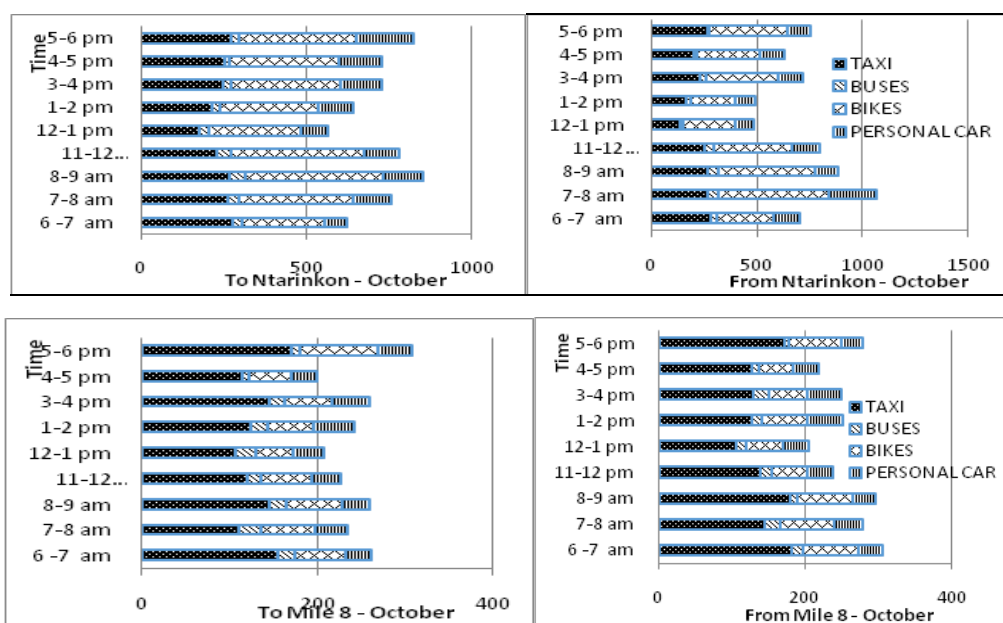 Time
5-6 pm
4-5 pm
3-4 pm
1-2 pm
12-1 pm
11-12...
8-9 am
7-8 am
6 -7 am
0 500 1000
To Ntarinkon - October
5-6 pm
4-5 pm
3-4 pm
1-2 pm
12-1 pm
11-12...
8-9 am
7-8 am
6 -7 am
TAXI
BUSES
BIKES
PERSONAL CAR
0 500 1000 1500
From Ntarinkon - October
Time
5-6 pm
4-5 pm
3-4 pm
1-2 pm
12-1 pm
11-12...
8-9 am
7-8 am
6 -7 am
0 200 400
To Mile 8 - October
Time
5-6 pm
4-5 pm
3-4 pm
1-2 pm
12-1 pm
11-12 pm
8-9 am
7-8 am
6 -7 am
TAXI
BUSES
BIKES
PERSONAL CAR
0 200 400
From Mile 8 - October